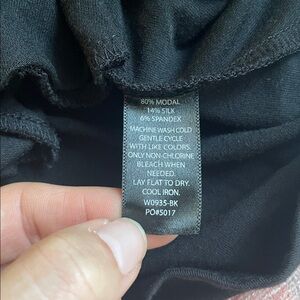 80% MODAL
14% SILK
6% SPANDEX
MACHINE WASH COLD
GENTLE CYCLE
WITH LIKE COLORS.
ONLY NON-CHLORINE
BLEACH WHEN
NEEDED.
LAY FLAT TO DRY.
COOL IRON.
W0935-BK
PO#5017